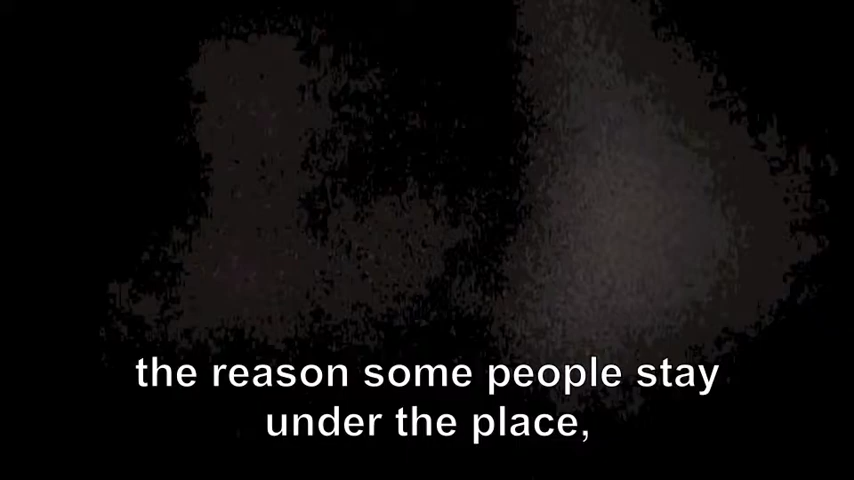 the reason some people stay
under the place,